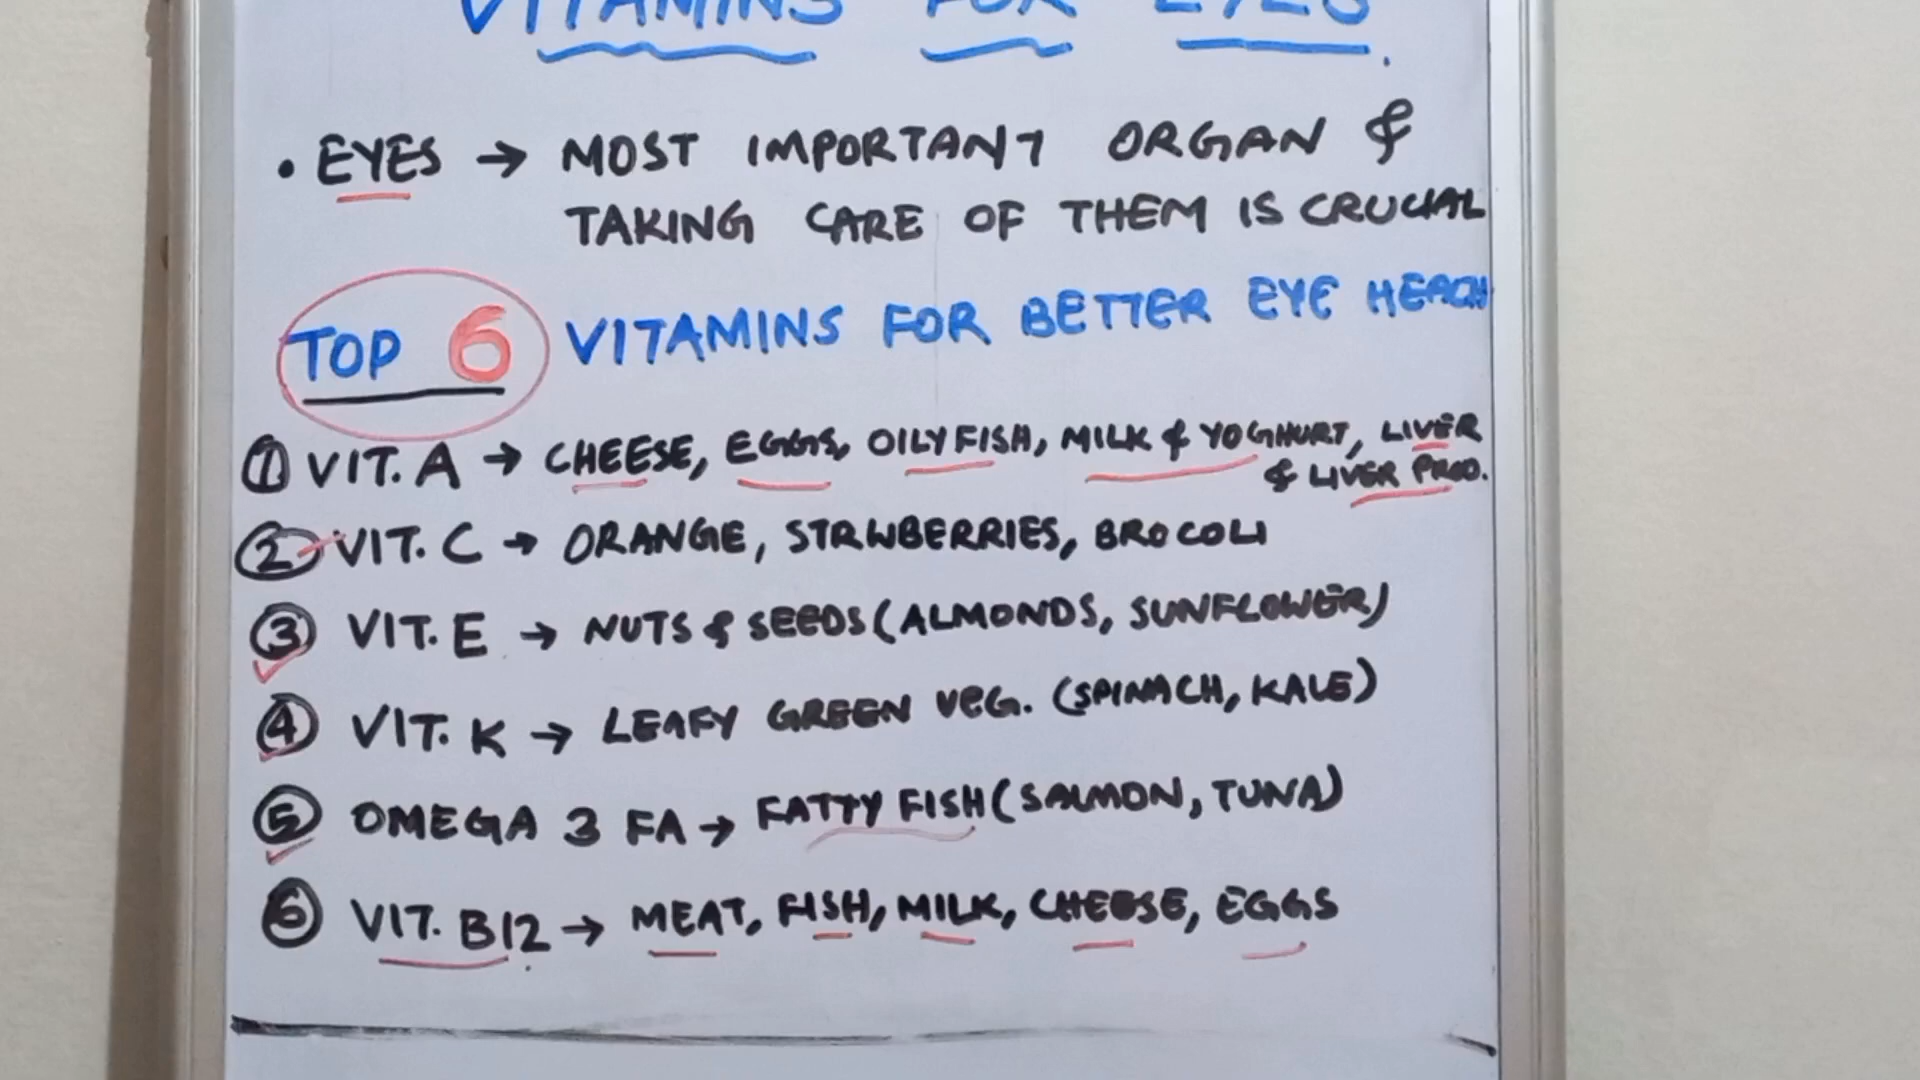 VITAMINS FOR EYES
• EYES → MOST IMPORTANT ORGAN &
TAKING CARE OF THEM IS CRUCIAL
TOP 6 VITAMINS FOR BETTER EYE HEALTH
① VIT. A → CHEESE, EGGS, OILY FISH, MILK & YOGHURT, LIVER
& LIVER PROD.
② VIT. C → ORANGE, STRWBERRIES, BROCOLI
③ VIT. E → NUTS & SEEDS (ALMONDS, SUNFLOWER)
④ VIT. K → LEAFY GREEN VEG. (SPINACH, KALE)
⑤ OMEGA 3 FA → FATTY FISH (SALMON, TUNA)
⑥ VIT. B12 → MEAT, FISH, MILK, CHEESE, EGGS